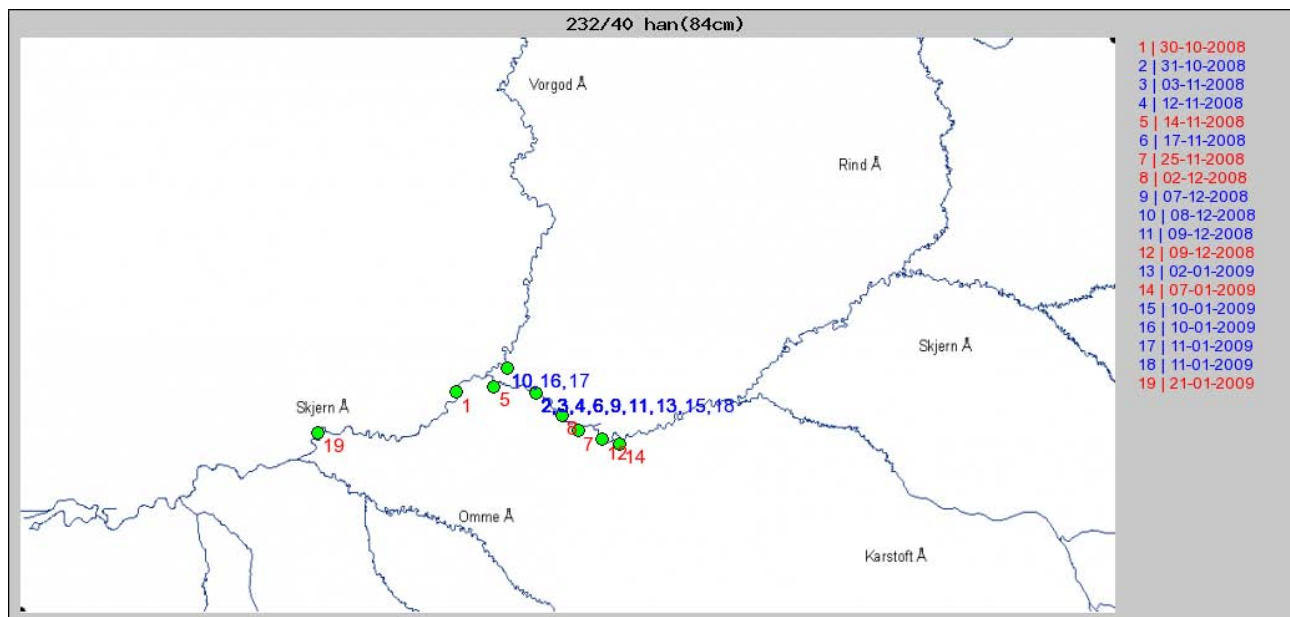 232/40 han(84cm)
Vorgod Å
Rind Å
Skjern Å
Skjern Å
Omme Å
Karstoft Å
10,16,17
1
5
2,3,4,6,9,11,13,15,18
8
7
12
14
19
1 | 30-10-2008
2 | 31-10-2008
3 | 03-11-2008
4 | 12-11-2008
5 | 14-11-2008
6 | 17-11-2008
7 | 25-11-2008
8 | 02-12-2008
9 | 07-12-2008
10 | 08-12-2008
11 | 09-12-2008
12 | 09-12-2008
13 | 02-01-2009
14 | 07-01-2009
15 | 10-01-2009
16 | 10-01-2009
17 | 11-01-2009
18 | 11-01-2009
19 | 21-01-2009